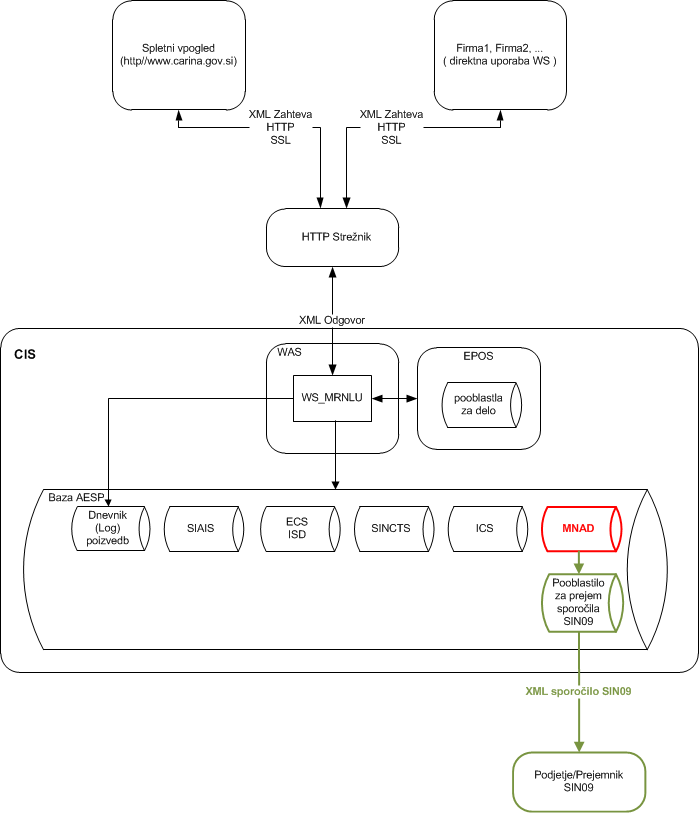 Spletni vpogled
(http//www.carina.gov.si)
Firma1, Firma2, ...
( direktna uporaba WS )
XML Zahteva
HTTP
SSL
XML Zahteva
HTTP
SSL
HTTP Strežnik
XML Odgovor
CIS
WAS
WS_MRNLU
EPOS
pooblastla
za delo
Baza AESP
Dnevnik
(Log)
poizvedb
SIAIS
ECS
ISD
SINCTS
ICS
MNAD
Pooblastilo
za prejem
sporočila
SIN09
XML sporočilo SIN09
Podjetje/Prejemnik
SIN09